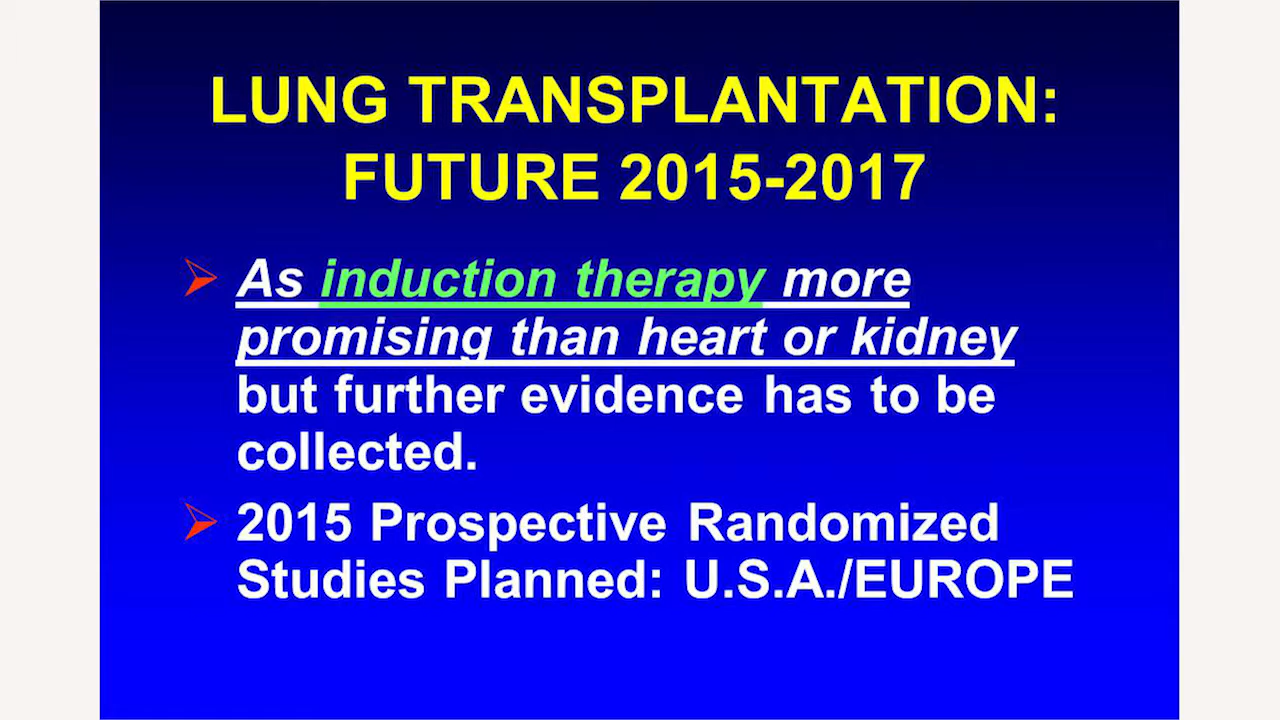 LUNG TRANSPLANTATION:
FUTURE 2015-2017
As induction therapy more
promising than heart or kidney
but further evidence has to be
collected.
2015 Prospective Randomized
Studies Planned: U.S.A./EUROPE